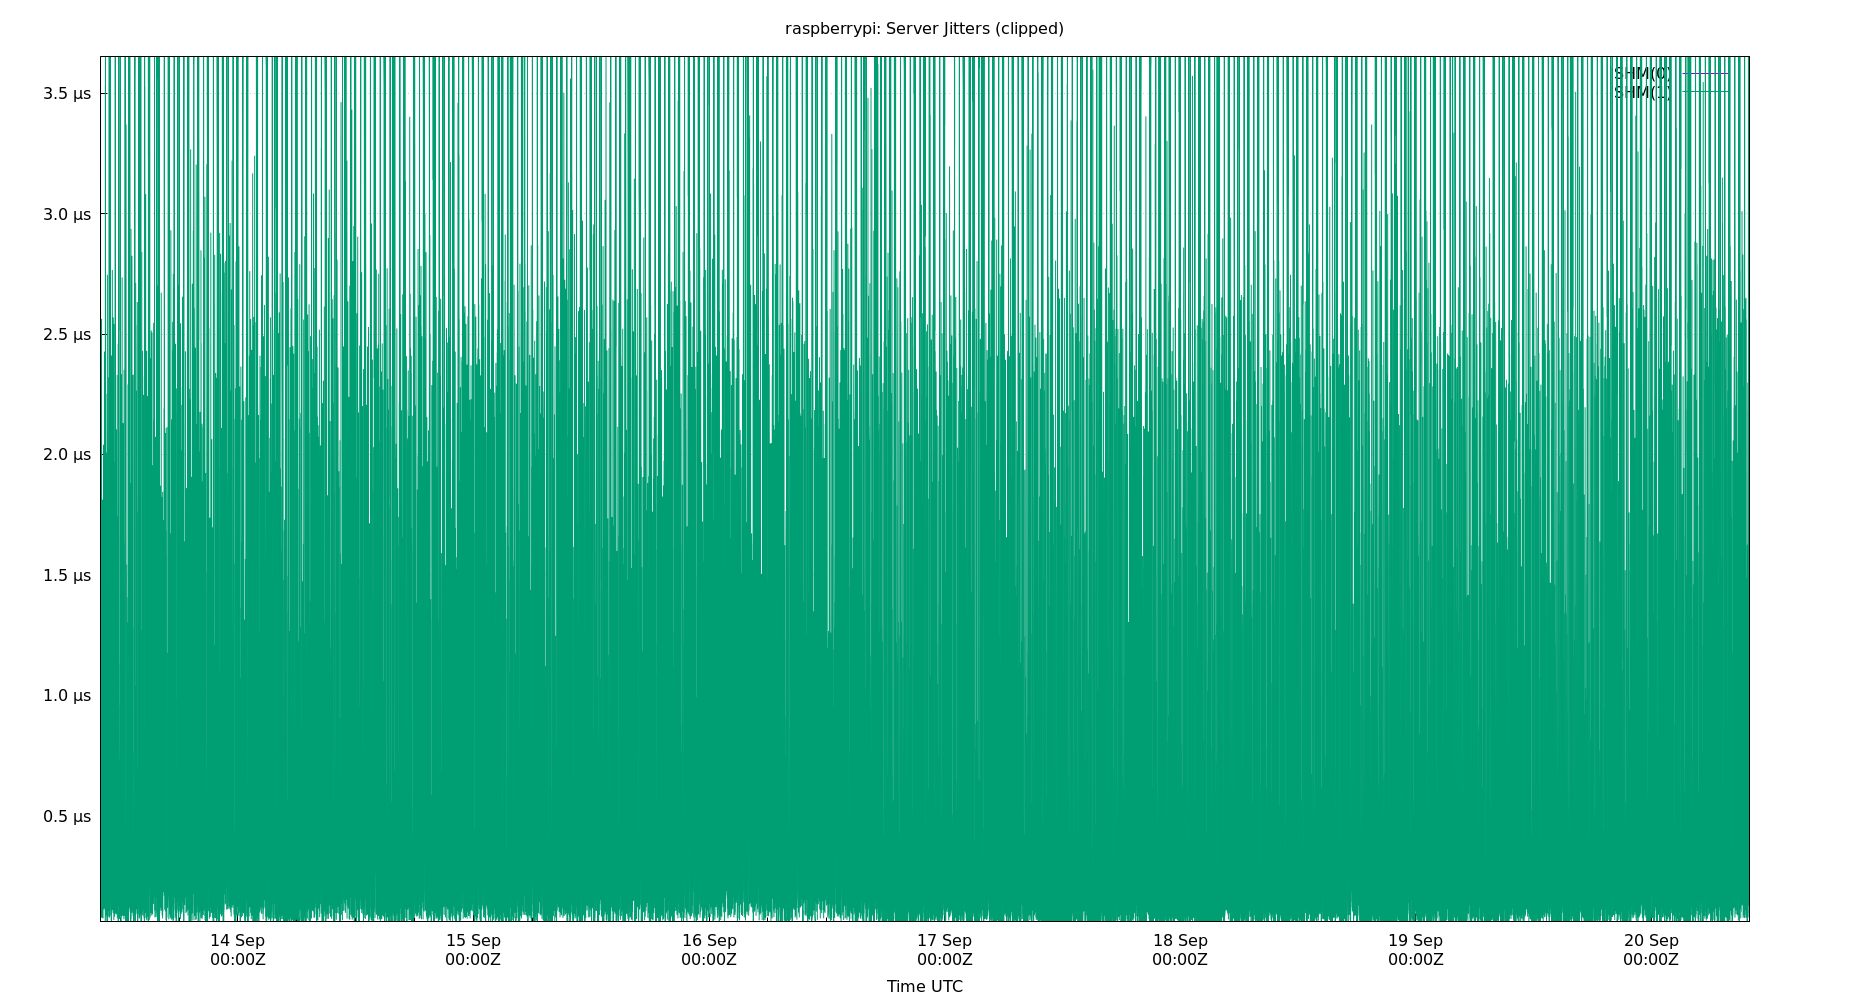 raspberrypi: Server Jitters (clipped)
SHM(0)
SHM(1)
3.5 μs
3.0 μs
2.5 μs
2.0 μs
1.5 μs
1.0 μs
0.5 μs
14 Sep 15 Sep 16 Sep 17 Sep 18 Sep 19 Sep 20 Sep
00:00Z 00:00Z 00:00Z 00:00Z 00:00Z 00:00Z 00:00Z
Time UTC